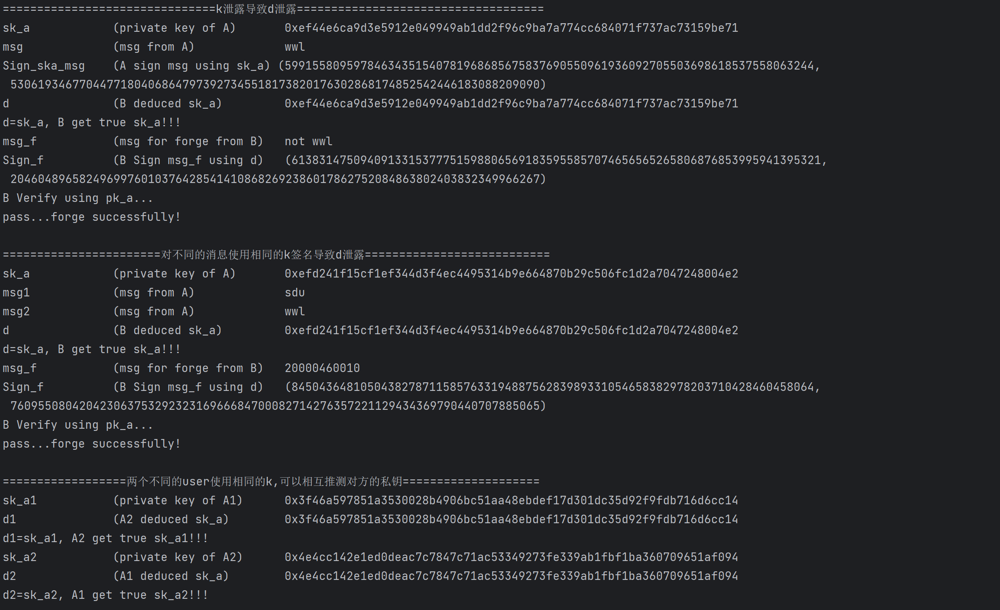 ===============================k泄露导致d泄露====================================
sk_a            (private key of A)       0xef44e6ca9d3e5912e049949ab1dd2f96c9ba7a774cc684071f737ac73159be71
msg             (msg from A)             wwl
Sign_ska_msg    (A sign msg using sk_a) (59915580959784634351540781968685675837690550961936092705503698618537558063244,
 53061934677044771804068647973927345518173820176302868174852542446183088209090)
d               (B deduced sk_a)         0xef44e6ca9d3e5912e049949ab1dd2f96c9ba7a774cc684071f737ac73159be71
d=sk_a, B get true sk_a!!!
msg_f           (msg for forge from B)   not wwl
Sign_f          (B Sign msg_f using d)   (61383147509409133153777515988065691835955857074656565265806876853995941395321,
 20460489658249699760103764285414108682692386017862752084863802403832349966267)
B Verify using pk_a...
pass...forge successfully!
=======================对不同的消息使用相同的k签名导致d泄露===========================
sk_a            (private key of A)       0xefd241f15cf1ef344d3f4ec4495314b9e664870b29c506fc1d2a7047248004e2
msg1            (msg from A)             sdu
msg2            (msg from A)             wwl
d               (B deduced sk_a)         0xefd241f15cf1ef344d3f4ec4495314b9e664870b29c506fc1d2a7047248004e2
d=sk_a, B get true sk_a!!!
msg_f           (msg for forge from B)   20000460010
Sign_f          (B Sign msg_f using d)   (84504364810504382787115857633194887562839893310546583829782037104284604580​64,
 76095508042042306375329232316966684700082714276357221129434369790440707885065)
B Verify using pk_a...
pass...forge successfully!
==================两个不同的user使用相同的k,可以相互推测对方的私钥====================
sk_a1           (private key of A1)      0x3f46a597851a3530028b4906bc51aa48ebdef17d301dc35d92f9fdb716d6cc14
d1              (A2 deduced sk_a)        0x3f46a597851a3530028b4906bc51aa48ebdef17d301dc35d92f9fdb716d6cc14
d1=sk_a1, A2 get true sk_a1!!!
sk_a2           (private key of A2)      0x4e4cc142e1ed0deac7c7847c71ac53349273fe339ab1fbf1ba360709651af094
d2              (A1 deduced sk_a)        0x4e4cc142e1ed0deac7c7847c71ac53349273fe339ab1fbf1ba360709651af094
d2=sk_a2, A1 get true sk_a2!!!